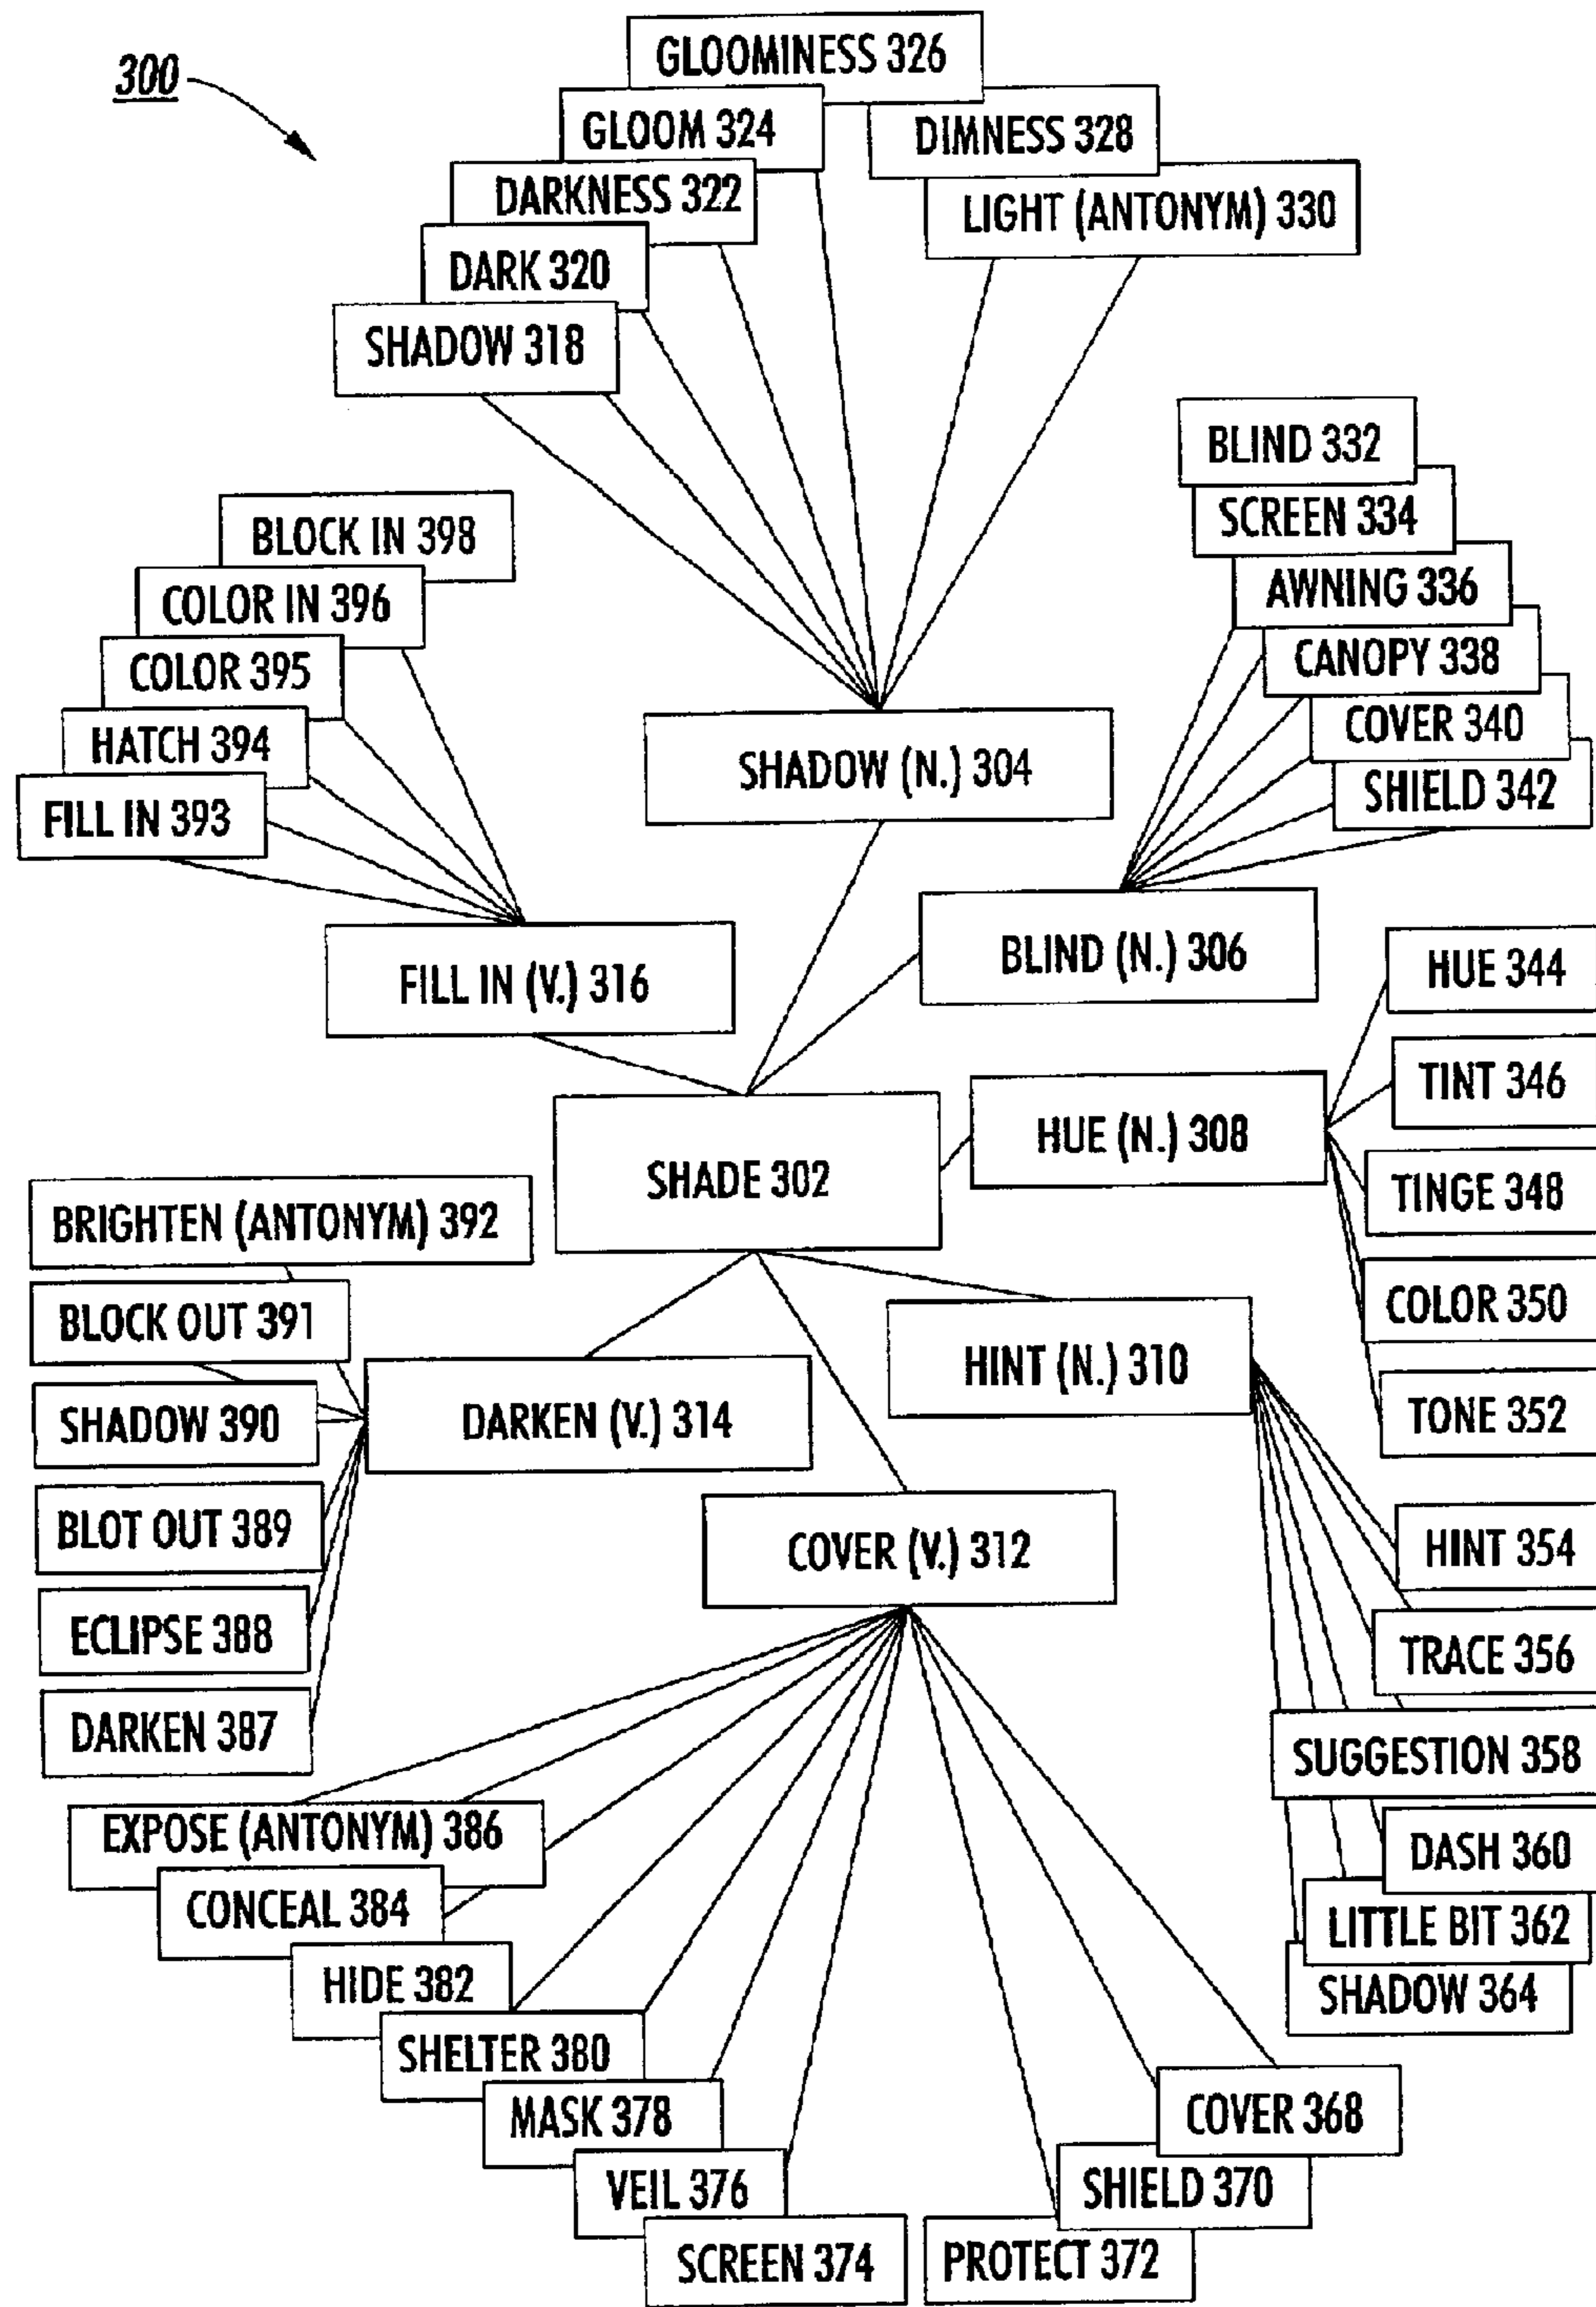 300
GLOOMINESS 326
GLOOM 324
DIMNESS 328
DARKNESS 322
LIGHT (ANTONYM) 330
DARK 320
SHADOW 318
BLIND 332
SCREEN 334
BLOCK IN 398
AWNING 336
COLOR IN 396
CANOPY 338
COLOR 395
COVER 340
HATCH 394
SHADOW (N.) 304
SHIELD 342
FILL IN 393
BLIND (N.) 306
HUE 344
FILL IN (V.) 316
TINT 346
HUE (N.) 308
SHADE 302
TINGE 348
BRIGHTEN (ANTONYM) 392
COLOR 350
BLOCK OUT 391
HINT (N.) 310
SHADOW 390
DARKEN (V.) 314
TONE 352
BLOT OUT 389
COVER (V.) 312
HINT 354
ECLIPSE 388
TRACE 356
DARKEN 387
SUGGESTION 358
EXPOSE (ANTONYM) 386
DASH 360
CONCEAL 384
LITTLE BIT 362
HIDE 382
SHADOW 364
SHELTER 380
MASK 378
COVER 368
VEIL 376
SHIELD 370
SCREEN 374
PROTECT 372